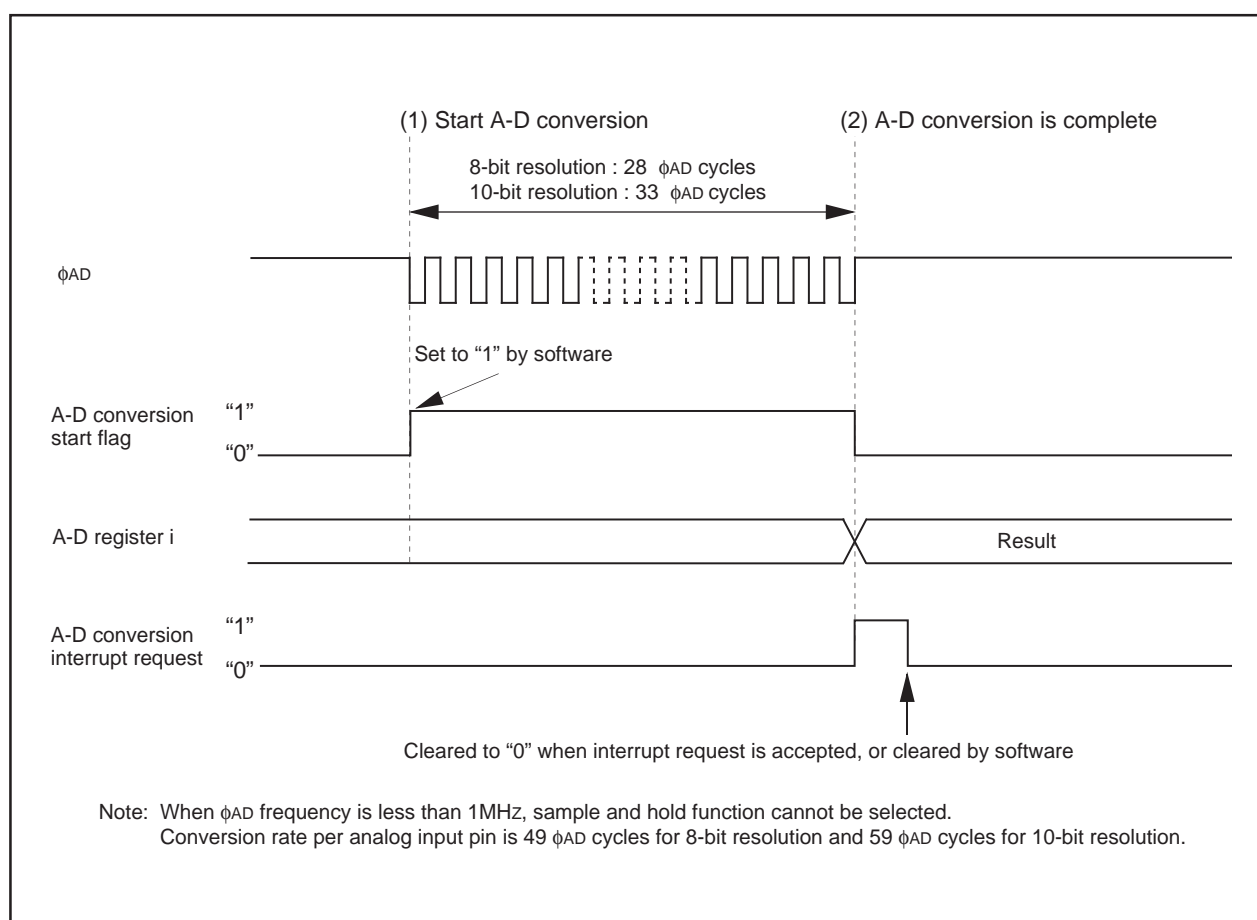 (1) Start A-D conversion
(2) A-D conversion is complete
8-bit resolution : 28 ϕAD cycles
10-bit resolution : 33 ϕAD cycles
ϕAD
Set to “1” by software
A-D conversion
start flag
“1”
“0”
A-D register i
Result
A-D conversion
interrupt request
“1”
“0”
Cleared to “0” when interrupt request is accepted, or cleared by software
Note: When ϕAD frequency is less than 1MHZ, sample and hold function cannot be selected.
Conversion rate per analog input pin is 49 ϕAD cycles for 8-bit resolution and 59 ϕAD cycles for 10-bit resolution.